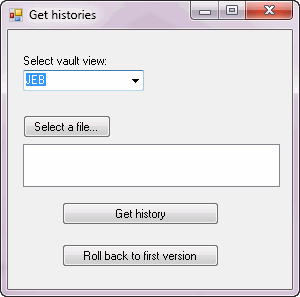 Get histories
Select vault view:
JEB
Select a file...
Get history
Roll back to first version